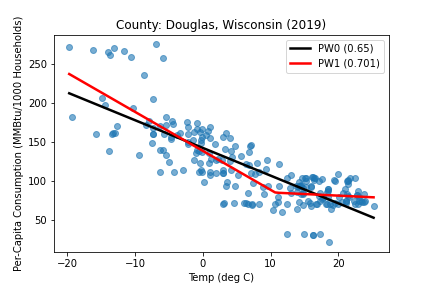 County: Douglas, Wisconsin (2019)
PW0 (0.65)
PW1 (0.701)
Per-Capita Consumption (MMBtu/1000 Households)
250
200
150
100
50
−20
−10
0
10
20
Temp (deg C)